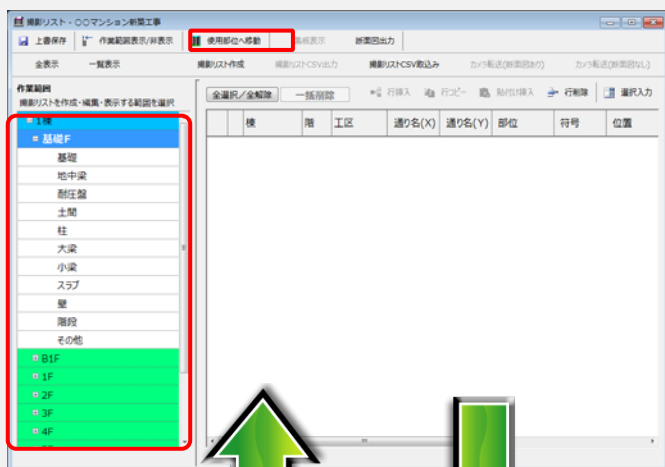 撮影リスト - 〇〇マンション新築工事
上書保存 作業範囲表示/非表示 使用部位へ移動 黒板表示 断面図出力
全表示 一覧表示 撮影リスト作成 撮影リストCSV出力 撮影リストCSV取込み カメラ転送(断面図あり) カメラ転送(断面図なし)
作業範囲
撮影リストを作成・編集・表示する範囲を選択
全選択/全解除 一括削除 行挿入 行コピー 貼付け挿入 行削除 選択入力
棟 階 工区 通り名(X) 通り名(Y) 部位 符号 位置
1棟
基礎F
基礎
地中梁
耐圧盤
土間
柱
大梁
小梁
スラブ
壁
階段
その他
B1F
1F
2F
3F
4F